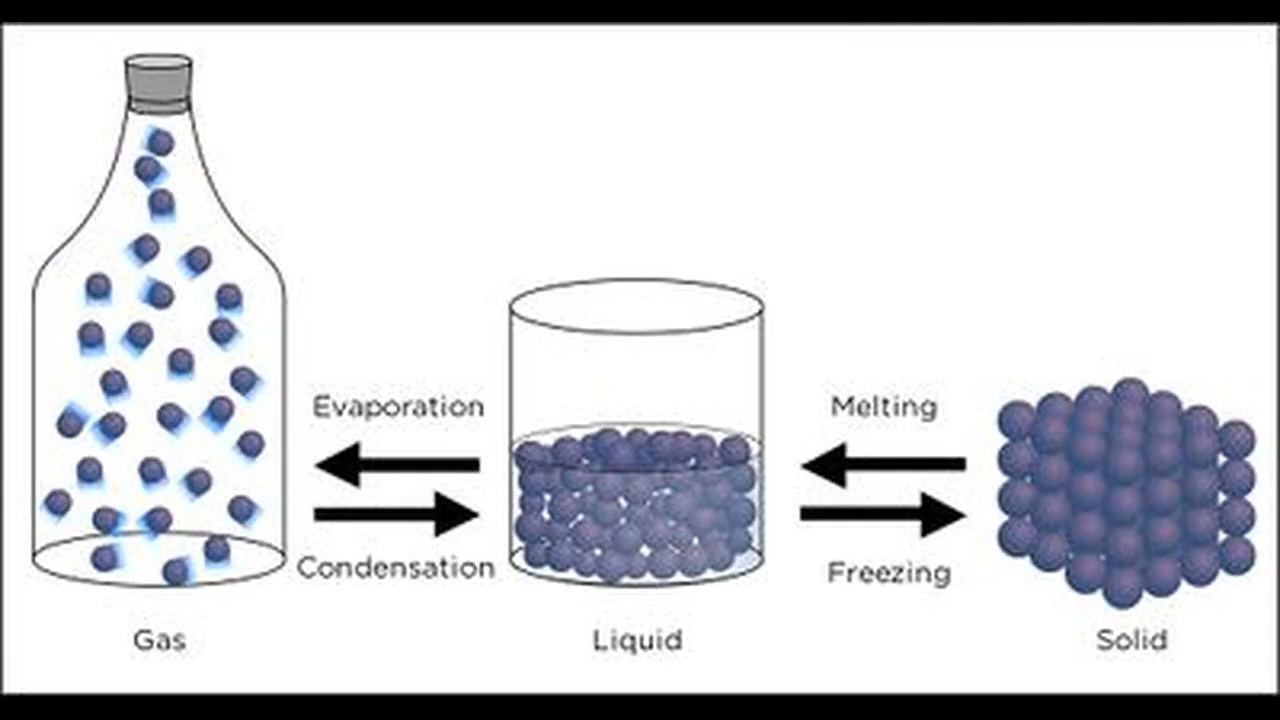 Evaporation
Melting
Condensation
Freezing
Gas
Liquid
Solid